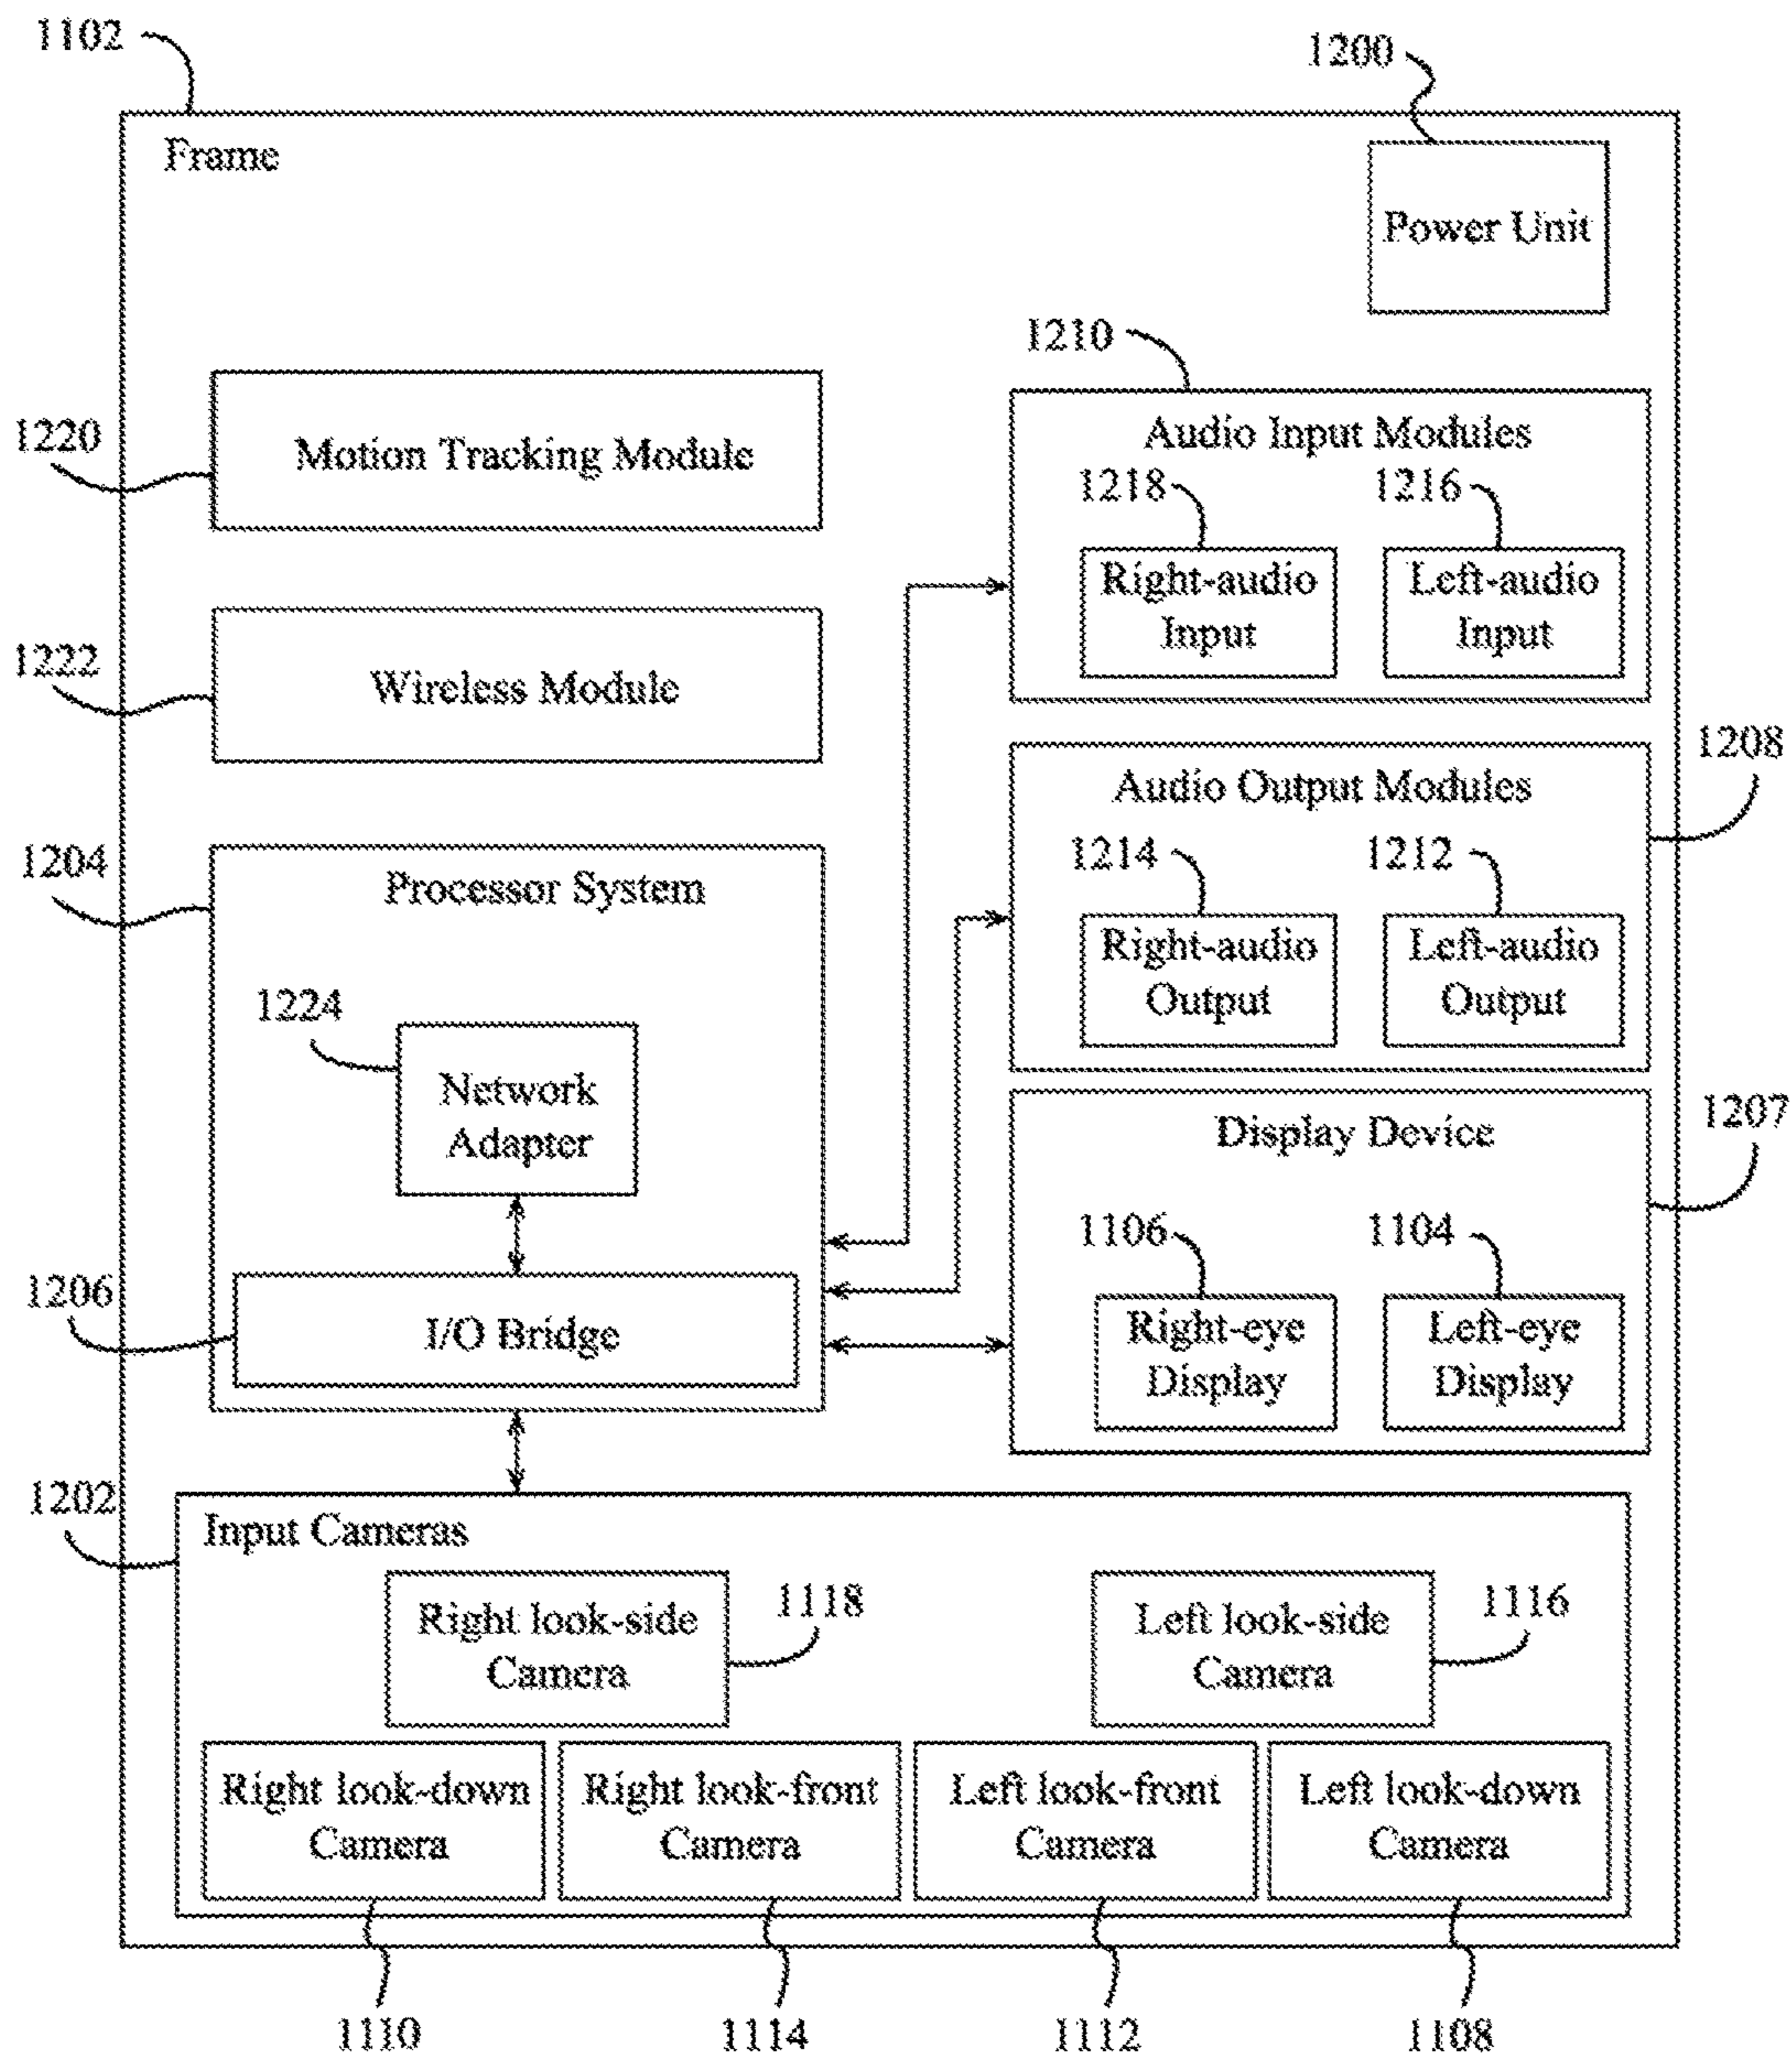 1102
1200
Frame
Power Unit
1210
1220
Motion Tracking Module
Audio Input Modules
1218
1216
Right-audio
Input
Left-audio
Input
1222
Wireless Module
1208
Audio Output Modules
1204
Processor System
1214
1212
Right-audio
Output
Left-audio
Output
1224
Network
Adapter
1207
Display Device
1106
1104
1206
I/O Bridge
Right-eye
Display
Left-eye
Display
1202
Input Cameras
Right look-side
Camera
1118
Left look-side
Camera
1116
Right look-down
Camera
Right look-front
Camera
Left look-front
Camera
Left look-down
Camera
1110
1114
1112
1108